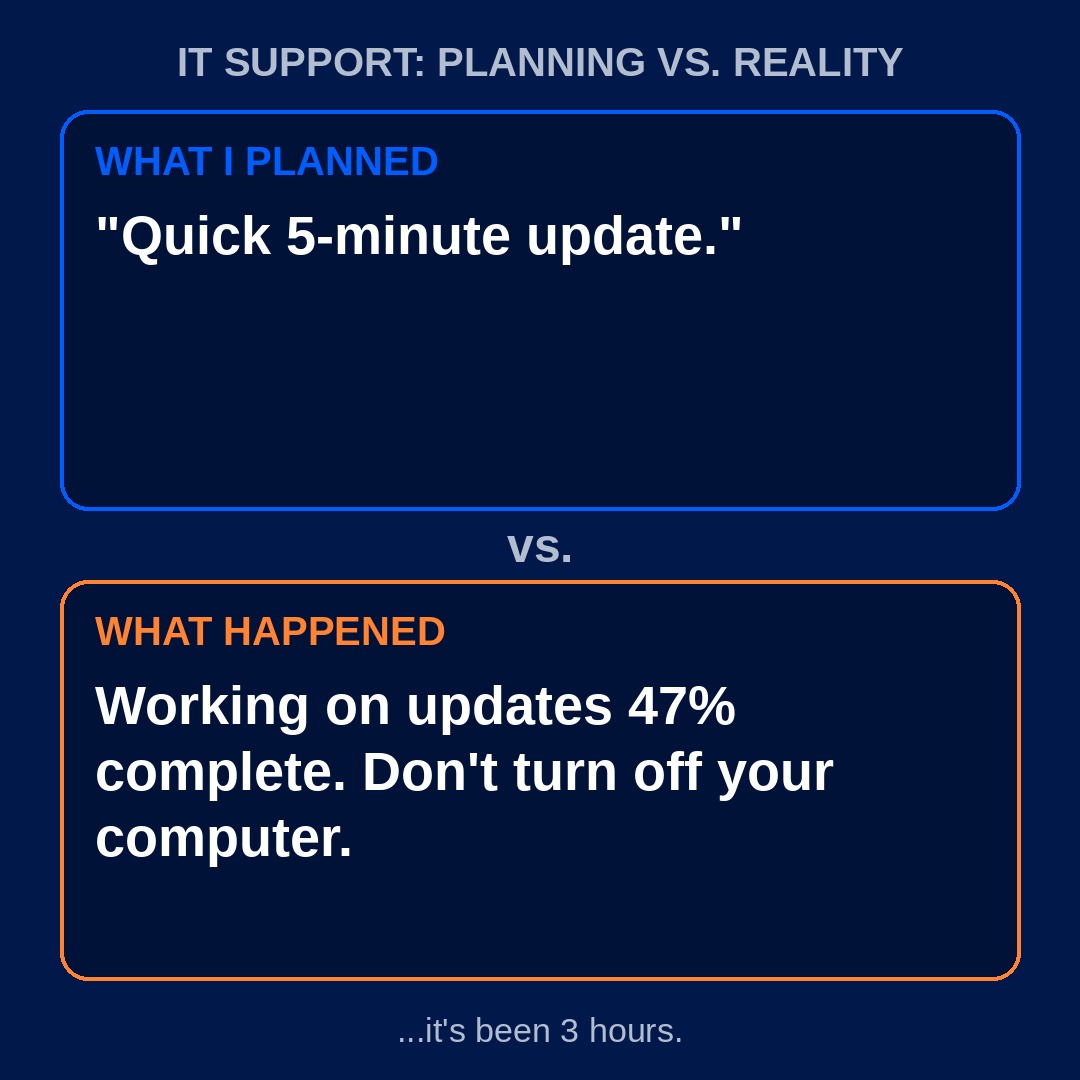 IT SUPPORT: PLANNING VS. REALITY
WHAT I PLANNED
"Quick 5-minute update."
vs.
WHAT HAPPENED
Working on updates 47%
complete. Don't turn off your
computer.
...it's been 3 hours.